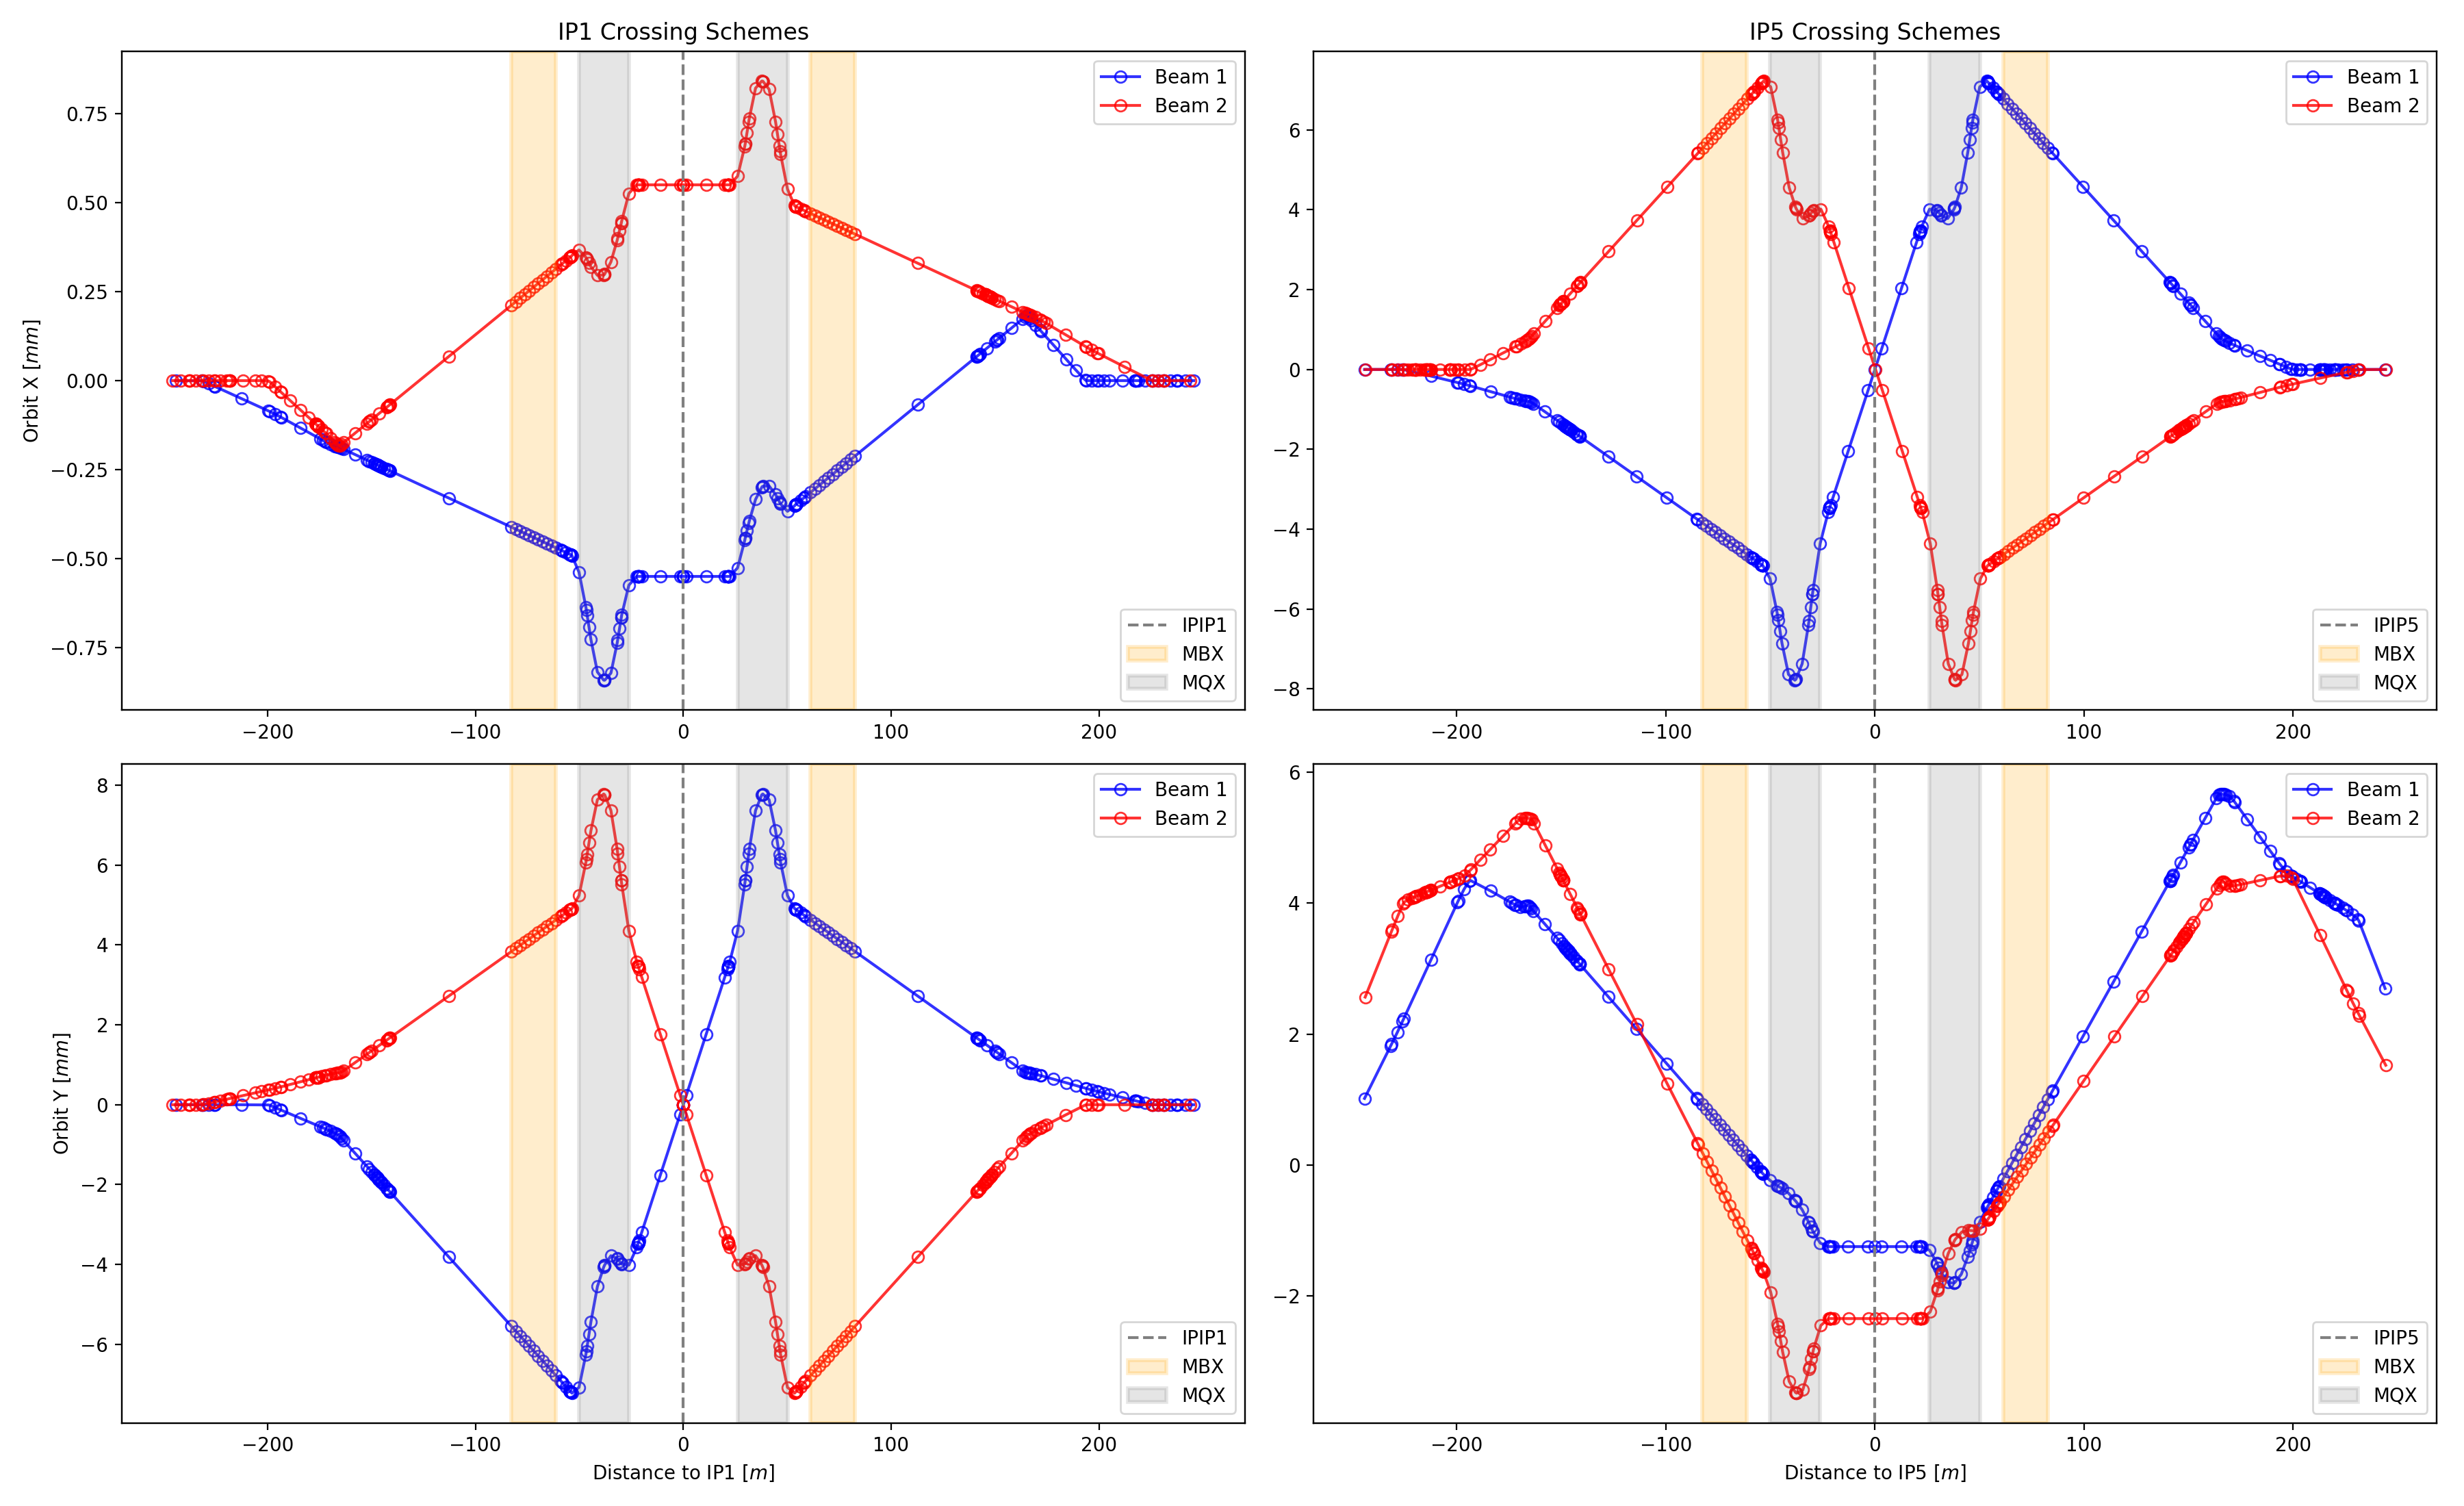 IP1 Crossing Schemes
IP5 Crossing Schemes
Orbit X [mm]
0.75
0.50
0.25
0.00
−0.25
−0.50
−0.75
Beam 1
Beam 2
IPIP1
MBX
MQX
−200
−100
0
100
200
6
4
2
0
−2
−4
−6
−8
Beam 1
Beam 2
IPIP5
MBX
MQX
−200
−100
0
100
200
Orbit Y [mm]
8
6
4
2
0
−2
−4
−6
Beam 1
Beam 2
IPIP1
MBX
MQX
−200
−100
0
100
200
Distance to IP1 [m]
6
4
2
0
−2
Beam 1
Beam 2
IPIP5
MBX
MQX
−200
−100
0
100
200
Distance to IP5 [m]